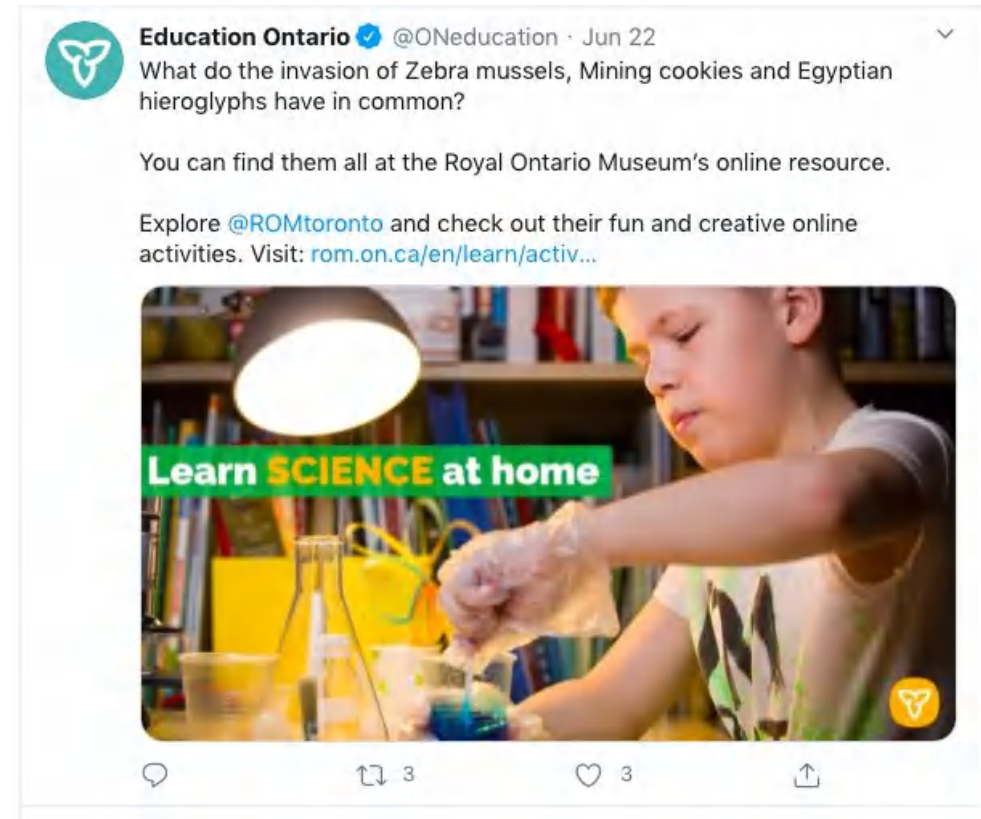 Education Ontario @ONeducation · Jun 22
What do the invasion of Zebra mussels, Mining cookies and Egyptian
hieroglyphs have in common?
You can find them all at the Royal Ontario Museum's online resource.
Explore @ROMtoronto and check out their fun and creative online
activities. Visit: rom.on.ca/en/learn/activ...
Learn SCIENCE at home
3 3